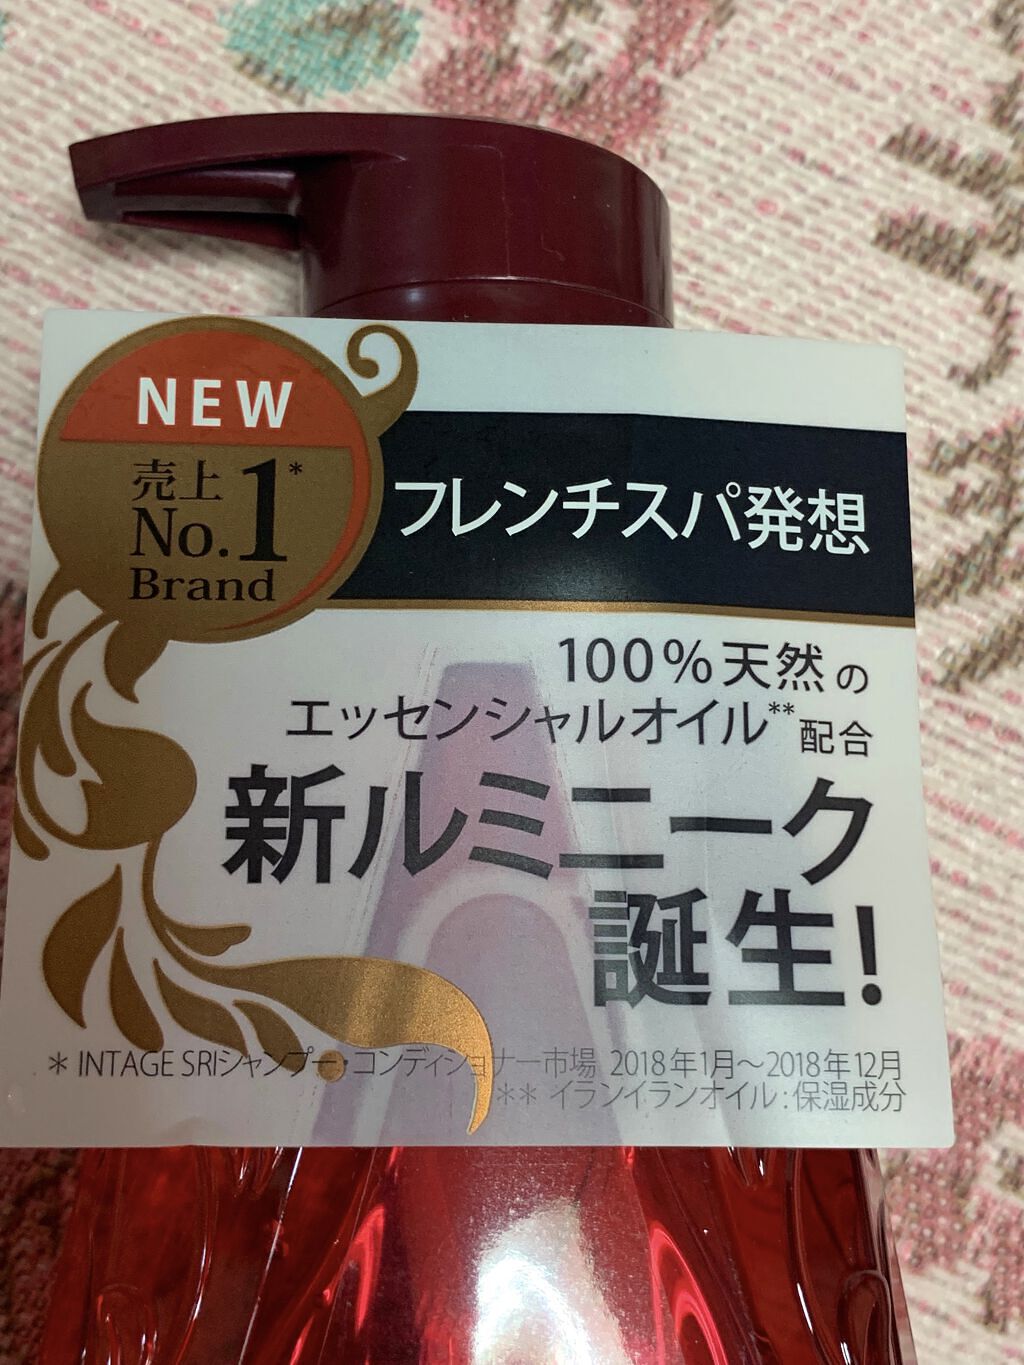 NEW
売上
No.1*
Brand
フレンチスパ発想
100%天然の
エッセンシャルオイル**配合
新ルミニーク
誕生!
* INTAGE SRIシャンプー・コンディショナー市場 2018年1月〜2018年12月
** イランイランオイル:保湿成分